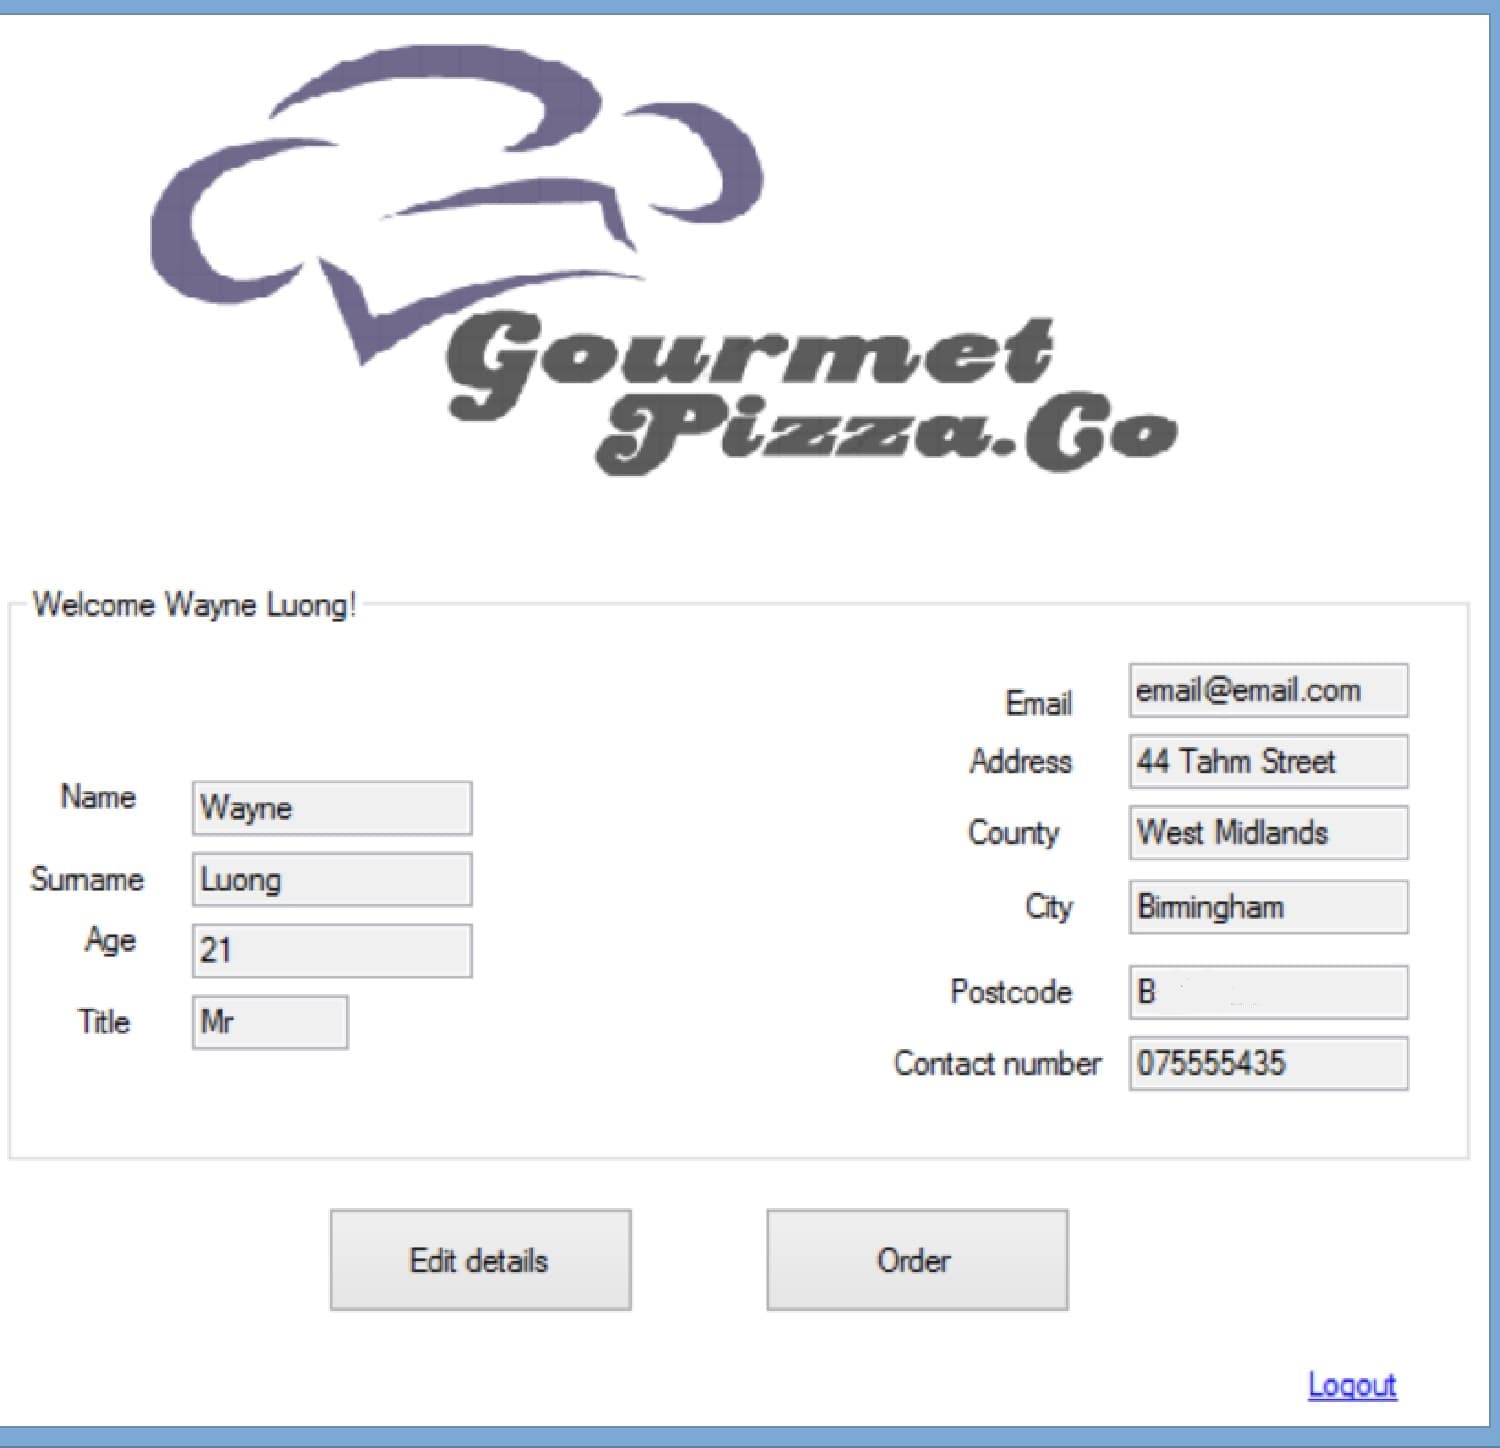 Gourmet
Pizza.Co
Welcome Wayne Luong!
Name Wayne
Surname Luong
Age 21
Title Mr
Email email@email.com
Address 44 Tahm Street
County West Midlands
City Birmingham
Postcode B
Contact number 075555435
Edit details
Order
Logout